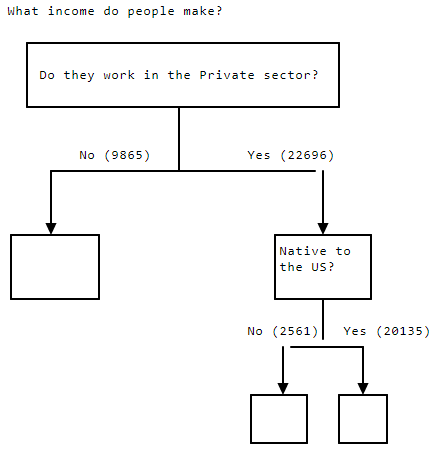 What income do people make?
Do they work in the Private sector?
No (9865) Yes (22696)
Native to
the US?
No (2561) Yes (20135)